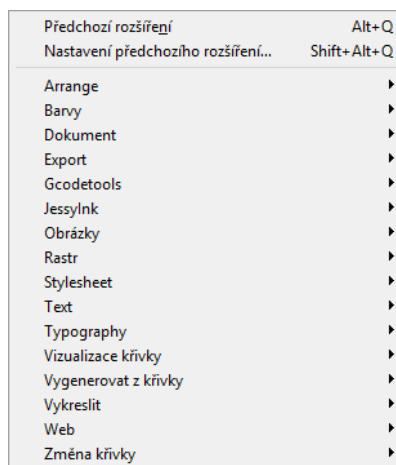 Předchozí rozšíření Alt+Q
Nastavení předchozího rozšíření... Shift+Alt+Q
Arrange
Barvy
Dokument
Export
Gcodetools
JessyInk
Obrázky
Rastr
Stylesheet
Text
Typography
Vizualizace křivky
Vygenerovat z křivky
Vykreslit
Web
Změna křivky